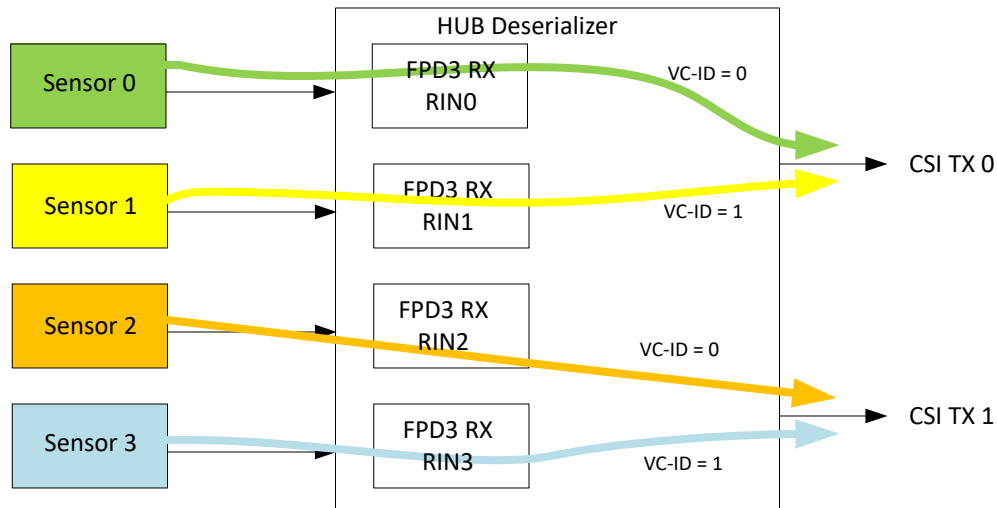 HUB Deserializer
Sensor 0
FPD3 RX
RIN0
VC-ID = 0
CSI TX 0
Sensor 1
FPD3 RX
RIN1
VC-ID = 1
Sensor 2
FPD3 RX
RIN2
VC-ID = 0
CSI TX 1
Sensor 3
FPD3 RX
RIN3
VC-ID = 1